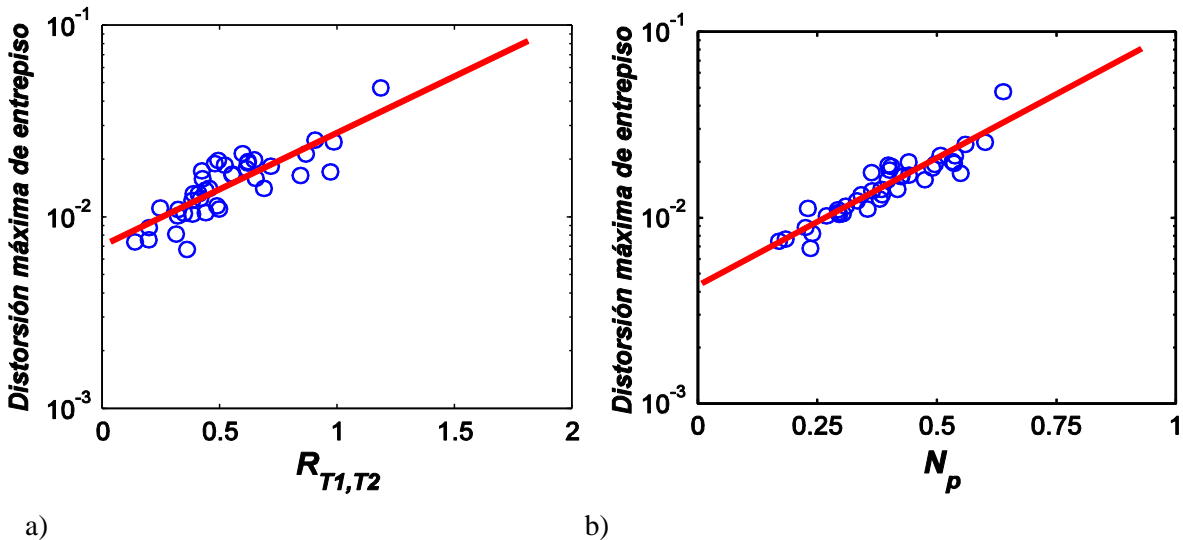 Distorsión máxima de entrepiso
10⁻¹
10⁻²
10⁻³
0 0.5 1 1.5 2
R_T1,T2
a)
Distorsión máxima de entrepiso
10⁻¹
10⁻²
10⁻³
0 0.25 0.5 0.75 1
N_p
b)